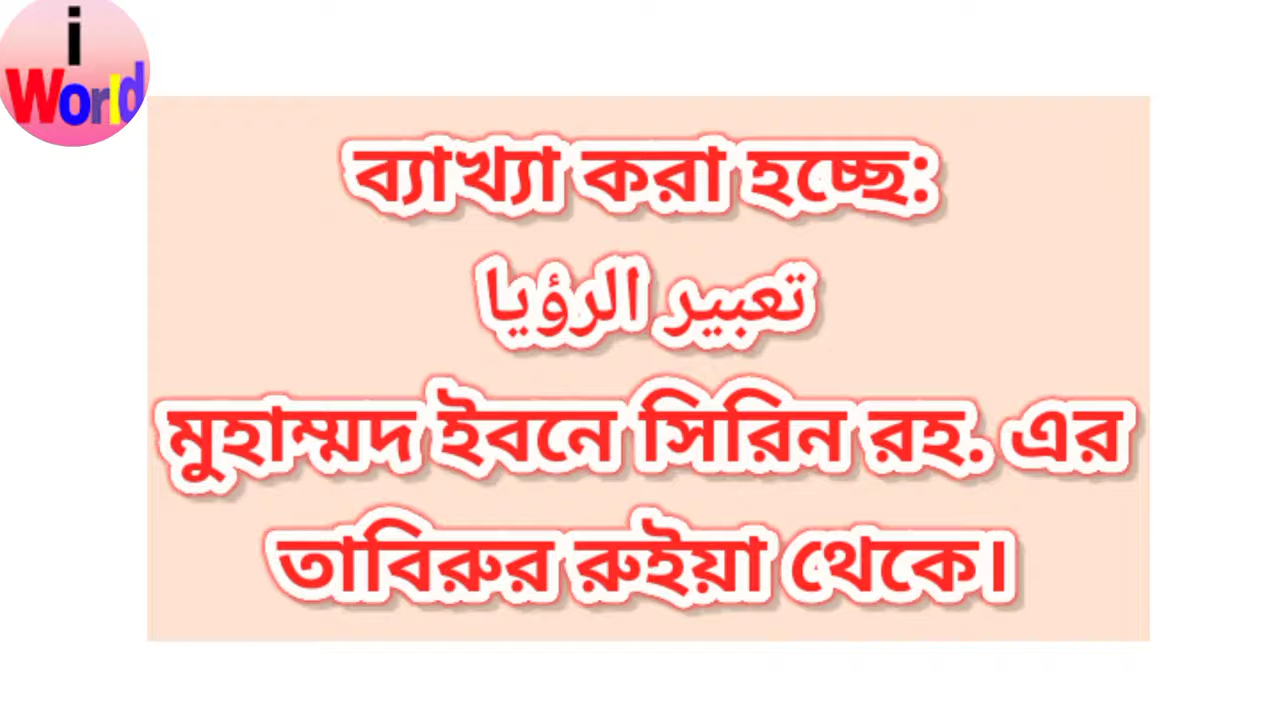 i
World
ব্যাখ্যা করা হচ্ছে:
تعبير الرؤيا
মুহাম্মদ ইবনে সিরিন রহ. এর
তাবিরুর রুইয়া থেকে।